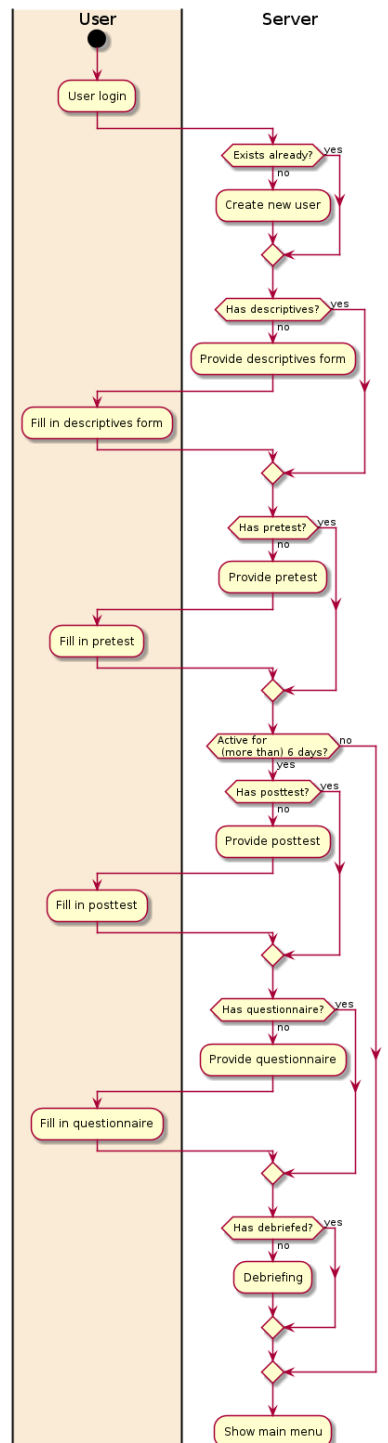 User
Server
User login
Exists already?
yes
no
Create new user
Has descriptives?
yes
no
Provide descriptives form
Fill in descriptives form
Has pretest?
yes
no
Provide pretest
Fill in pretest
Active for
(more than) 6 days?
no
yes
Has posttest?
yes
no
Provide posttest
Fill in posttest
Has questionnaire?
yes
no
Provide questionnaire
Fill in questionnaire
Has debriefed?
yes
no
Debriefing
Show main menu